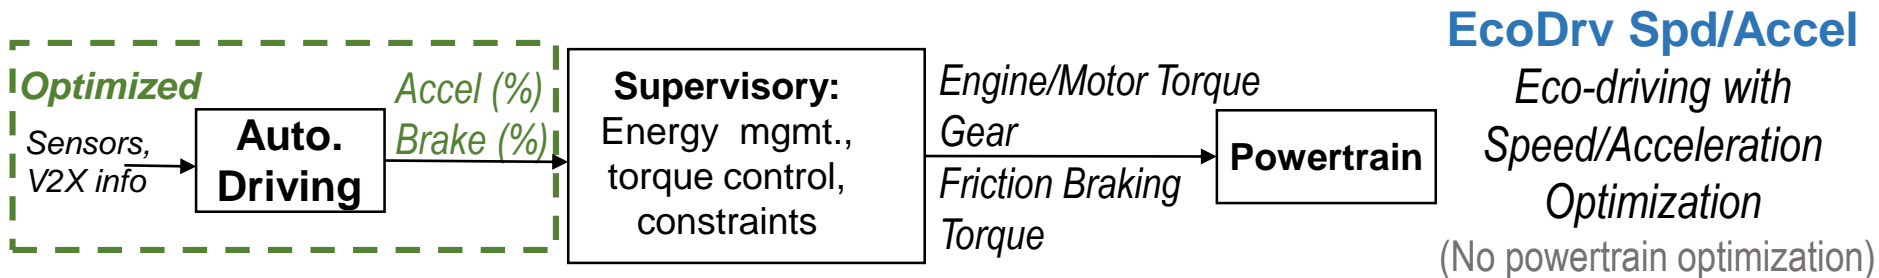 Optimized
Sensors,
V2X info
Auto.
Driving
Accel (%)
Brake (%)
Supervisory:
Energy mgmt.,
torque control,
constraints
Engine/Motor Torque
Gear
Friction Braking
Torque
Powertrain
EcoDrv Spd/Accel
Eco-driving with
Speed/Acceleration
Optimization
(No powertrain optimization)